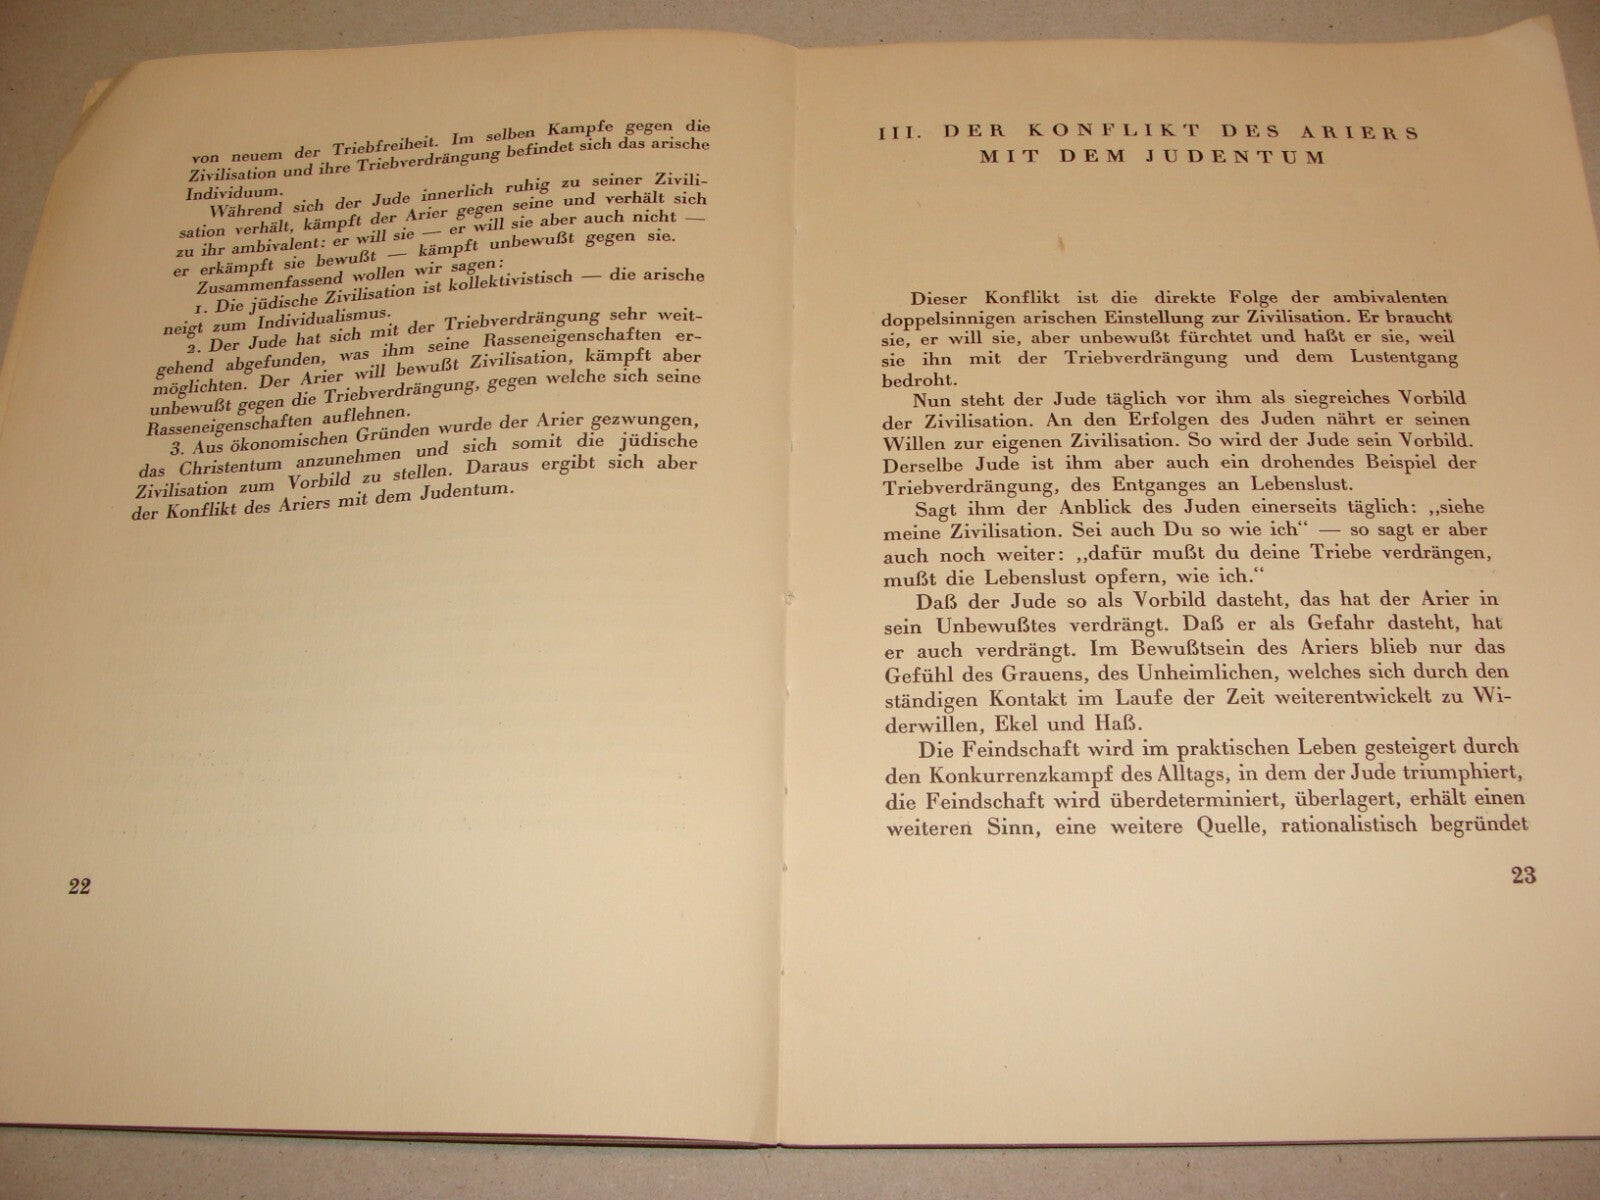 von neuem der Triebfreiheit. Im selben Kampfe gegen die
Zivilisation und ihre Triebverdrängung befindet sich das arische
Individuum.
Während sich der Jude innerlich ruhig zu seiner Zivili-
sation verhält, kämpft der Arier gegen seine und verhält sich
zu ihr ambivalent: er will sie — er will sie aber auch nicht —
er erkämpft sie bewußt — kämpft unbewußt gegen sie.
Zusammenfassend wollen wir sagen:
1. Die jüdische Zivilisation ist kollektivistisch — die arische
neigt zum Individualismus.
2. Der Jude hat sich mit der Triebverdrängung sehr weit-
gehend abgefunden, was ihm seine Rasseneigenschaften er-
möglichten. Der Arier will bewußt Zivilisation, kämpft aber
unbewußt gegen die Triebverdrängung, gegen welche sich seine
Rasseneigenschaften auflehnen.
3. Aus ökonomischen Gründen wurde der Arier gezwungen,
das Christentum anzunehmen und sich somit die jüdische
Zivilisation zum Vorbild zu stellen. Daraus ergibt sich aber
der Konflikt des Ariers mit dem Judentum.
22
III. DER KONFLIKT DES ARIERS
MIT DEM JUDENTUM
Dieser Konflikt ist die direkte Folge der ambivalenten
doppelsinnigen arischen Einstellung zur Zivilisation. Er braucht
sie, er will sie, aber unbewußt fürchtet und haßt er sie, weil
sie ihn mit der Triebverdrängung und dem Lustentgang
bedroht.
Nun steht der Jude täglich vor ihm als siegreiches Vorbild
der Zivilisation. An den Erfolgen des Juden nährt er seinen
Willen zur eigenen Zivilisation. So wird der Jude sein Vorbild.
Derselbe Jude ist ihm aber auch ein drohendes Beispiel der
Triebverdrängung, des Entganges an Lebenslust.
Sagt ihm der Anblick des Juden einerseits täglich: „siehe
meine Zivilisation. Sei auch Du so wie ich“ — so sagt er aber
auch noch weiter: „dafür mußt du deine Triebe verdrängen,
mußt die Lebenslust opfern, wie ich.“
Daß der Jude so als Vorbild dasteht, das hat der Arier in
sein Unbewußtes verdrängt. Daß er als Gefahr dasteht, hat
er auch verdrängt. Im Bewußtsein des Ariers blieb nur das
Gefühl des Grauens, des Unheimlichen, welches sich durch den
ständigen Kontakt im Laufe der Zeit weiterentwickelt zu Wi-
derwillen, Ekel und Haß.
Die Feindschaft wird im praktischen Leben gesteigert durch
den Konkurrenzkampf des Alltags, in dem der Jude triumphiert,
die Feindschaft wird überdeterminiert, überlagert, erhält einen
weiteren Sinn, eine weitere Quelle, rationalistisch begründet
23